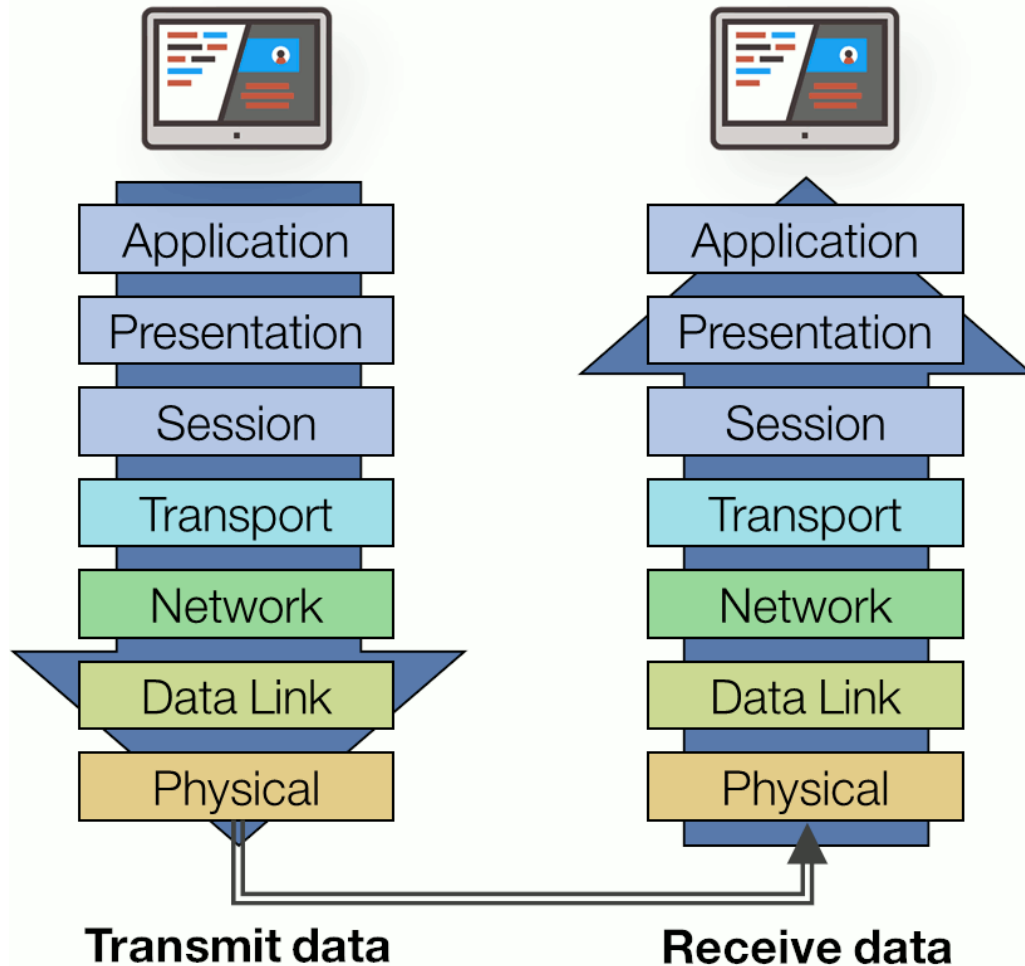 Application
Presentation
Session
Transport
Network
Data Link
Physical
Transmit data
Application
Presentation
Session
Transport
Network
Data Link
Physical
Receive data